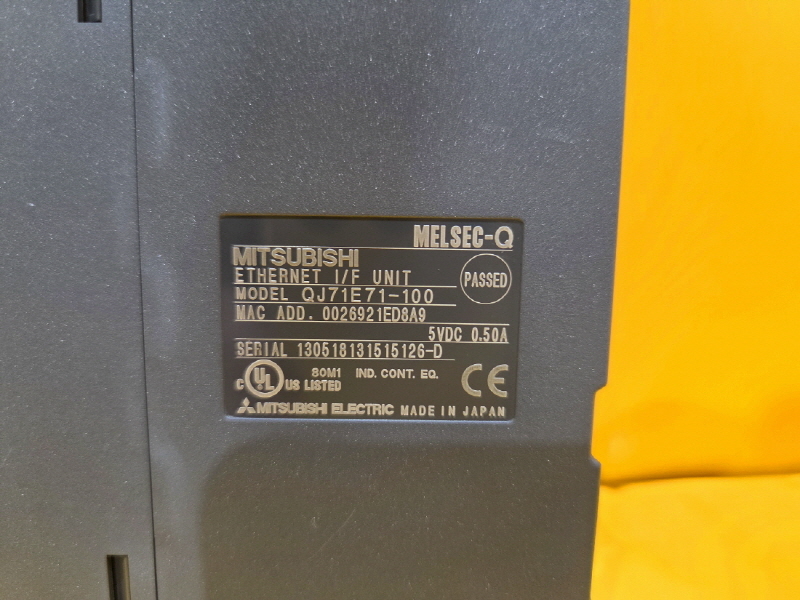 MELSEC-Q
MITSUBISHI
ETHERNET I/F UNIT
PASSED
MODEL QJ71E71-100
MAC ADD. 0026921ED8A9
5VDC 0.50A
SERIAL 130518131515126-D
C UL US LISTED
80M1 IND. CONT. EQ.
CE
MITSUBISHI ELECTRIC MADE IN JAPAN